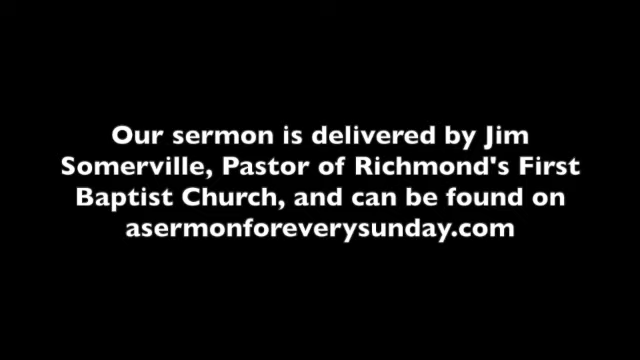 Our sermon is delivered by Jim
Somerville, Pastor of Richmond's First
Baptist Church, and can be found on
asermonforeverysunday.com